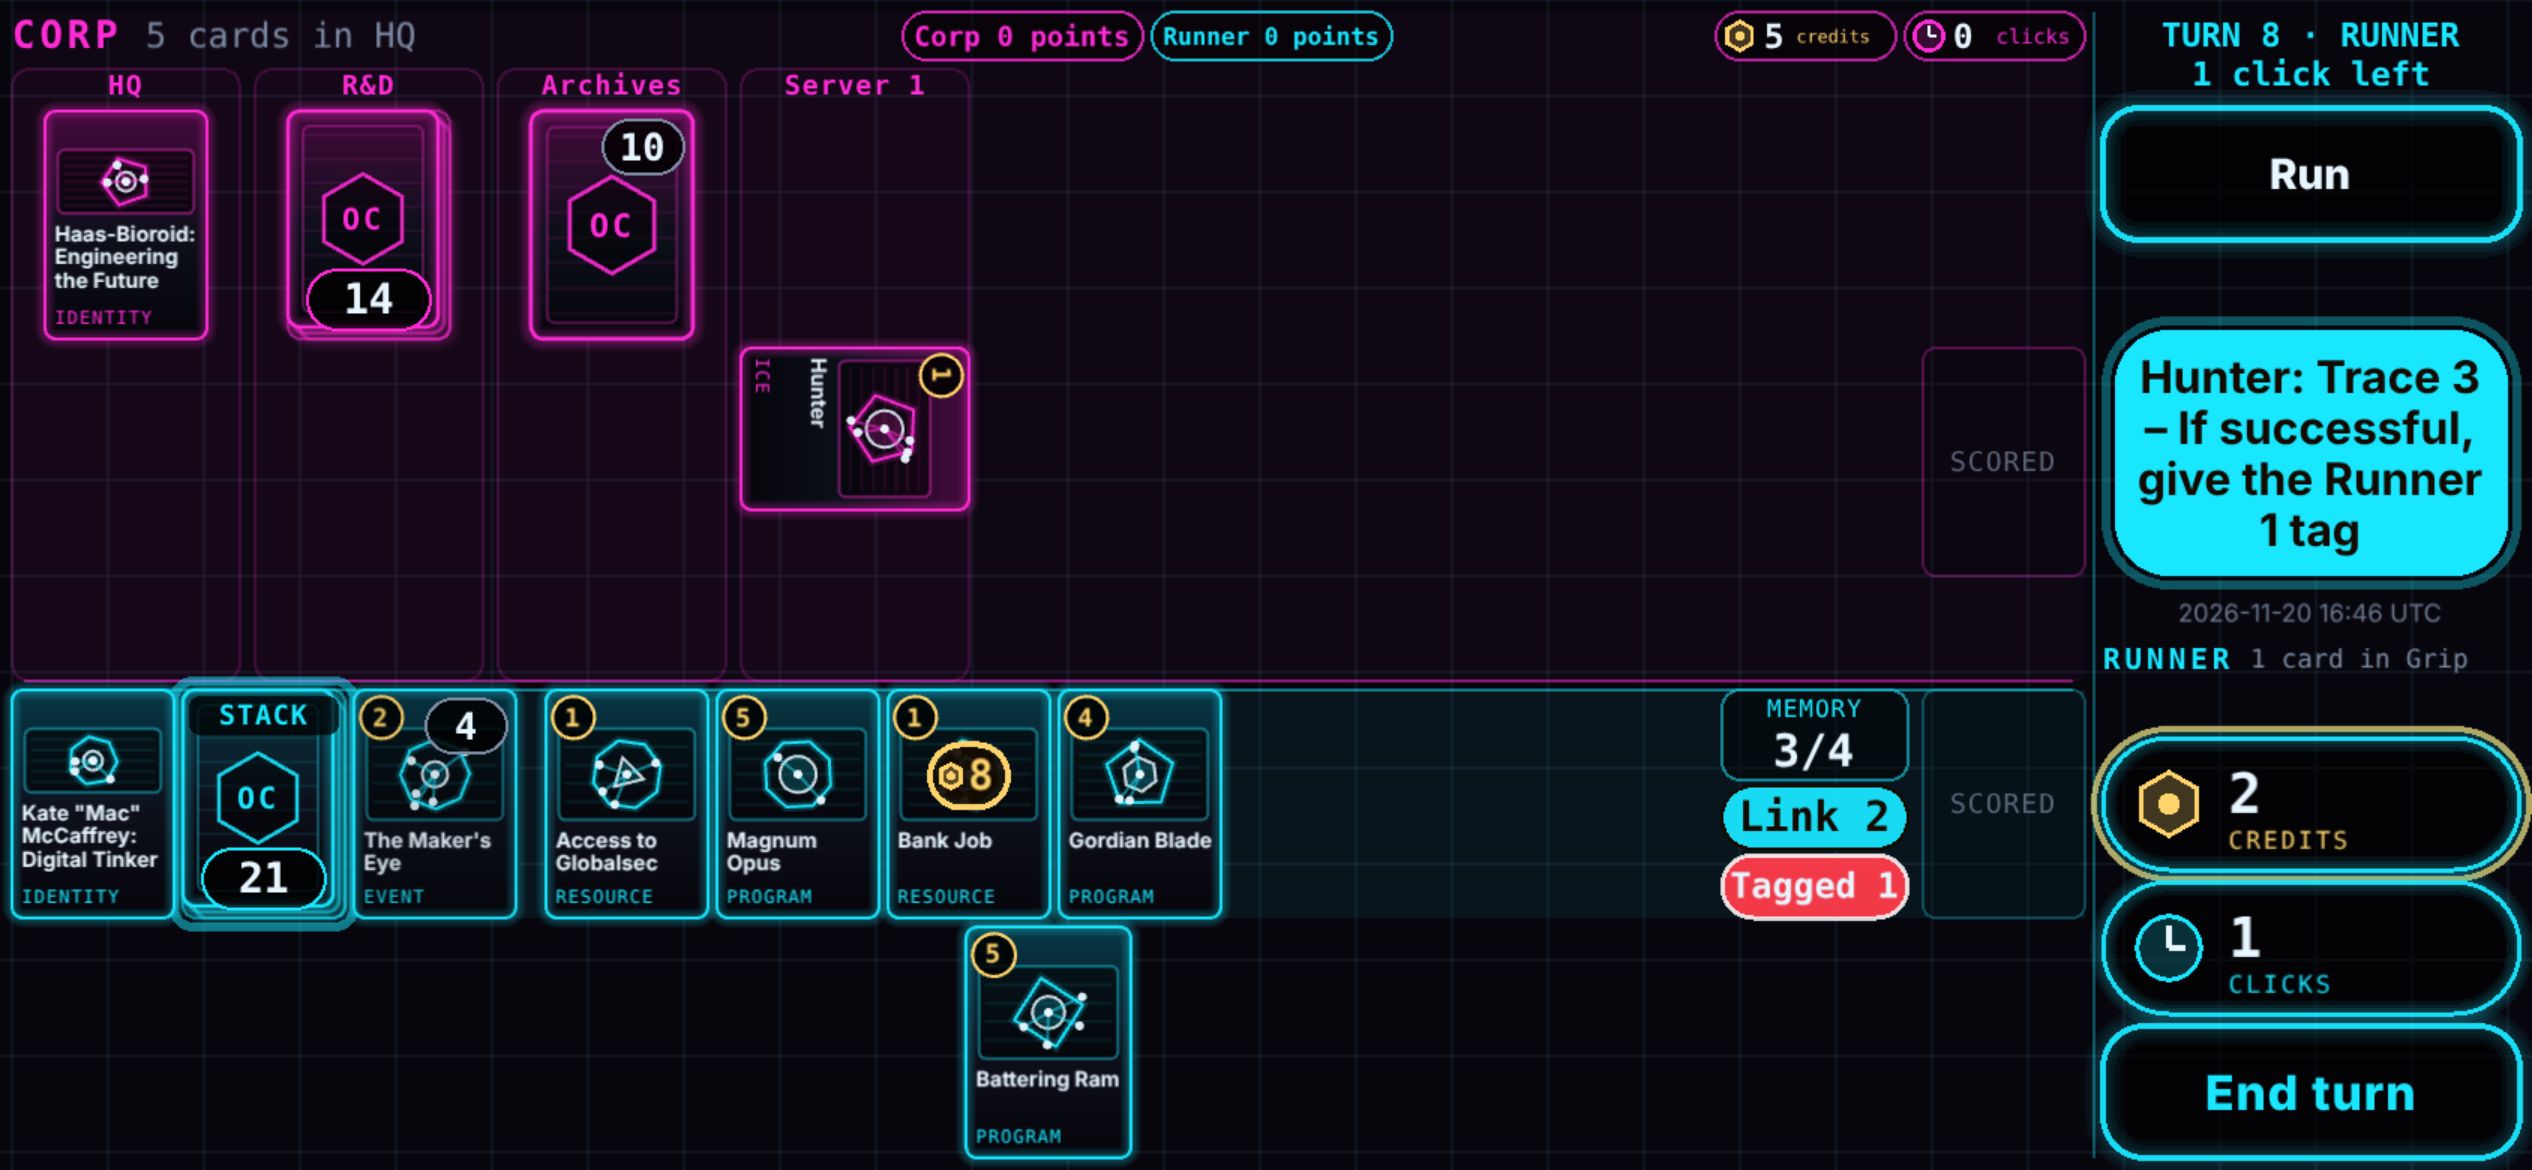 CORP 5 cards in HQ
Corp 0 points
Runner 0 points
5 credits
0 clicks
TURN 8 · RUNNER
1 click left
HQ
R&D
Archives
Server 1
Run
Haas-Bioroid:
Engineering
the Future
IDENTITY
OC
14
10
OC
1
Hunter
ICE
SCORED
Hunter: Trace 3
– If successful,
give the Runner
1 tag
2026-11-20 16:46 UTC
RUNNER 1 card in Grip
Kate "Mac"
McCaffrey:
Digital Tinker
IDENTITY
STACK
OC
21
2
4
The Maker's
Eye
EVENT
1
Access to
Globalsec
RESOURCE
5
Magnum
Opus
PROGRAM
1
8
Bank Job
RESOURCE
4
Gordian Blade
PROGRAM
MEMORY
3/4
Link 2
Tagged 1
SCORED
2
CREDITS
1
CLICKS
5
Battering Ram
PROGRAM
End turn